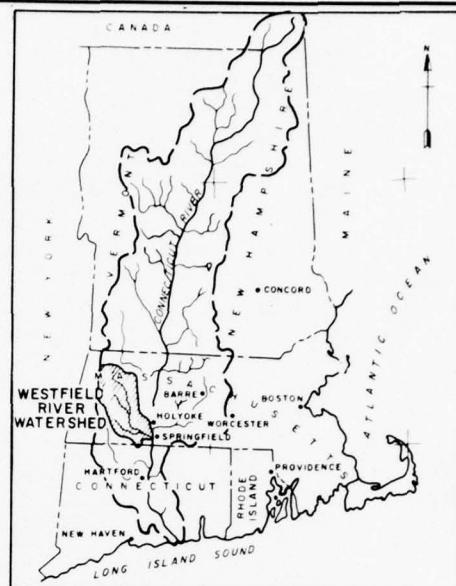 CANADA
N
VERMONT
NEW HAMPSHIRE
MAINE
NEW YORK
CONNECTICUT RIVER
CONCORD
ATLANTIC OCEAN
MASSACHUSETTS
BARRE
WESTFIELD
RIVER
WATERSHED
HOLYOKE
BOSTON
WORCESTER
SPRINGFIELD
HARTFORD
CONNECTICUT
PROVIDENCE
RHODE
ISLAND
NEW HAVEN
LONG ISLAND SOUND